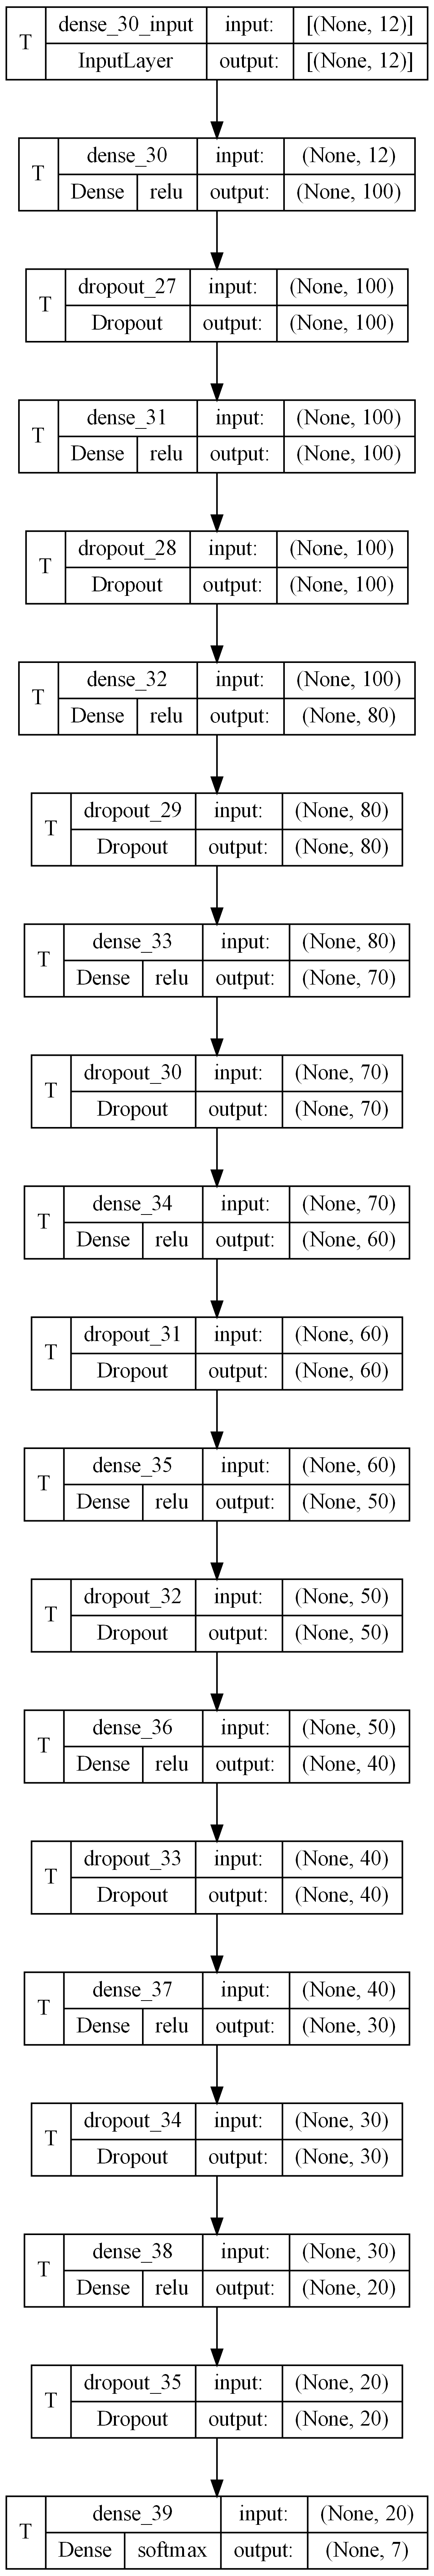 T dense_30_input input: [(None, 12)]
InputLayer output: [(None, 12)]
T dense_30 input: (None, 12)
Dense relu output: (None, 100)
T dropout_27 input: (None, 100)
Dropout output: (None, 100)
T dense_31 input: (None, 100)
Dense relu output: (None, 100)
T dropout_28 input: (None, 100)
Dropout output: (None, 100)
T dense_32 input: (None, 100)
Dense relu output: (None, 80)
T dropout_29 input: (None, 80)
Dropout output: (None, 80)
T dense_33 input: (None, 80)
Dense relu output: (None, 70)
T dropout_30 input: (None, 70)
Dropout output: (None, 70)
T dense_34 input: (None, 70)
Dense relu output: (None, 60)
T dropout_31 input: (None, 60)
Dropout output: (None, 60)
T dense_35 input: (None, 60)
Dense relu output: (None, 50)
T dropout_32 input: (None, 50)
Dropout output: (None, 50)
T dense_36 input: (None, 50)
Dense relu output: (None, 40)
T dropout_33 input: (None, 40)
Dropout output: (None, 40)
T dense_37 input: (None, 40)
Dense relu output: (None, 30)
T dropout_34 input: (None, 30)
Dropout output: (None, 30)
T dense_38 input: (None, 30)
Dense relu output: (None, 20)
T dropout_35 input: (None, 20)
Dropout output: (None, 20)
T dense_39 input: (None, 20)
Dense softmax output: (None, 7)